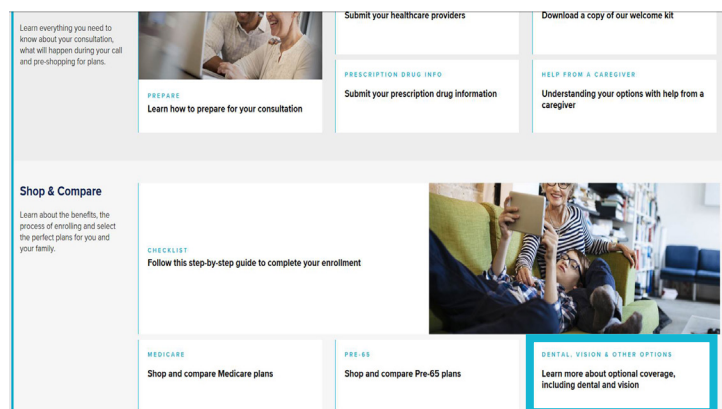 Learn everything you need to
know about your consultation,
what will happen during your call
and pre-shopping for plans.
PREPARE
Learn how to prepare for your consultation
Submit your healthcare providers
Download a copy of our welcome kit
PRESCRIPTION DRUG INFO
Submit your prescription drug information
HELP FROM A CAREGIVER
Understanding your options with help from a
caregiver
Shop & Compare
Learn about the benefits, the
process of enrolling and select
the perfect plans for you and
your family.
CHECKLIST
Follow this step-by-step guide to complete your enrollment
MEDICARE
Shop and compare Medicare plans
PRE-65
Shop and compare Pre-65 plans
DENTAL, VISION & OTHER OPTIONS
Learn more about optional coverage,
including dental and vision